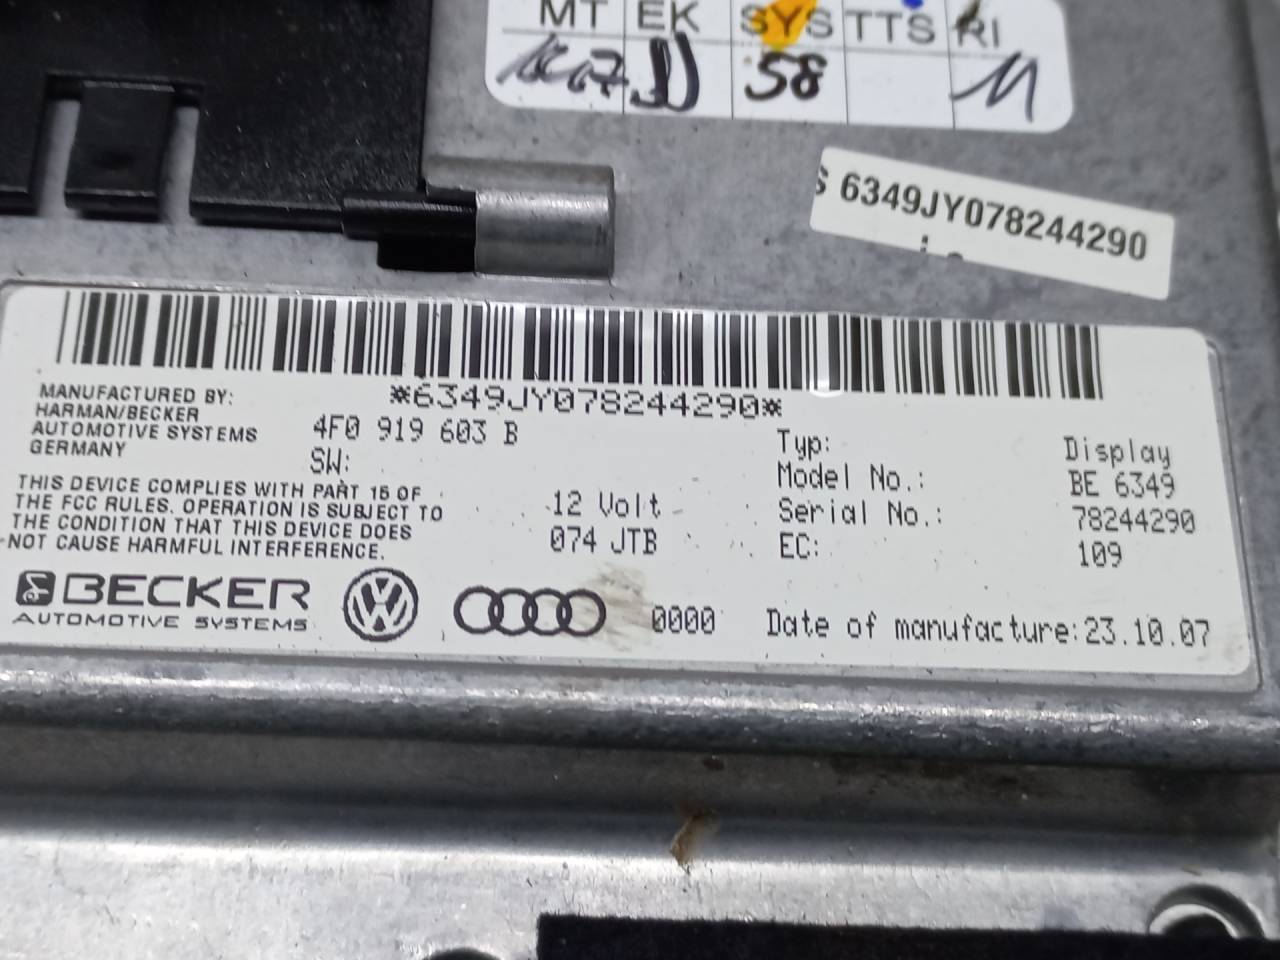 MT EK SYS TTS RI
58 11
S 6349JY078244290
*6349JY078244290*
MANUFACTURED BY:
HARMAN/BECKER
AUTOMOTIVE SYSTEMS
GERMANY
4F0 919 603 B
SW:
THIS DEVICE COMPLIES WITH PART 15 OF
THE FCC RULES. OPERATION IS SUBJECT TO
THE CONDITION THAT THIS DEVICE DOES
NOT CAUSE HARMFUL INTERFERENCE.
12 Volt
074 JTB
Typ: Display
Model No.: BE 6349
Serial No.: 78244290
EC: 109
BECKER
AUTOMOTIVE SYSTEMS
VW
0000
Date of manufacture: 23.10.07